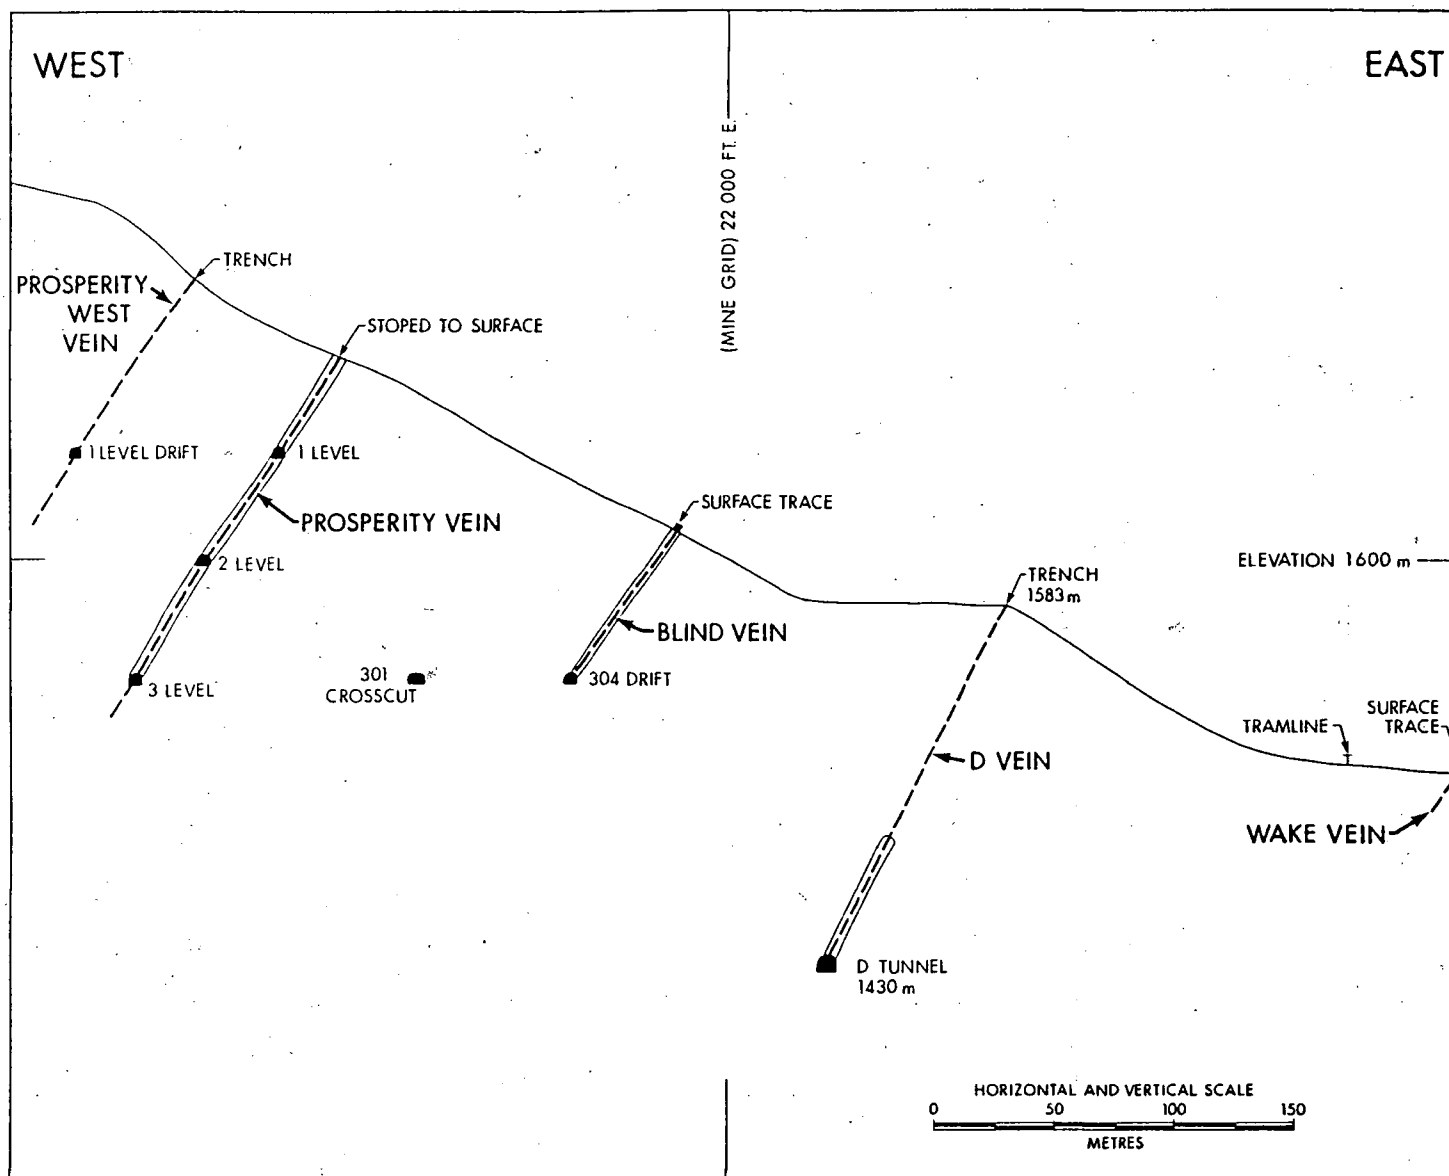 WEST
EAST
(MINE GRID) 22 000 FT. E.
TRENCH
PROSPERITY
WEST
VEIN
STOPED TO SURFACE
1 LEVEL DRIFT
1 LEVEL
PROSPERITY VEIN
SURFACE TRACE
2 LEVEL
ELEVATION 1600 m
TRENCH
1583 m
BLIND VEIN
3 LEVEL
301
CROSSCUT
304 DRIFT
SURFACE
TRACE
TRAMLINE
D VEIN
WAKE VEIN
D TUNNEL
1430 m
HORIZONTAL AND VERTICAL SCALE
0 50 100 150
METRES